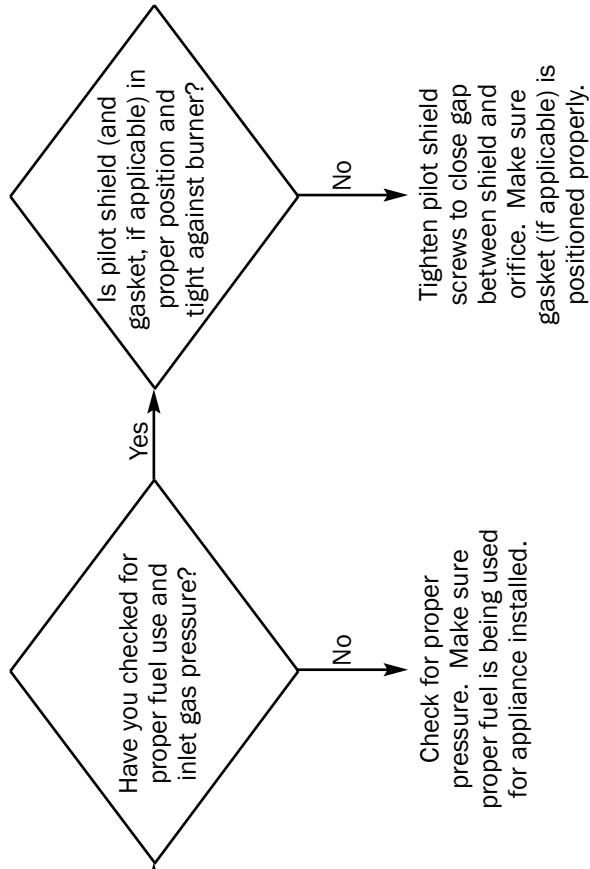 Have you checked for
proper fuel use and
inlet gas pressure?
No
Check for proper
pressure. Make sure
proper fuel is being used
for appliance installed.
Yes
Is pilot shield (and
gasket, if applicable) in
proper position and
tight against burner?
No
Tighten pilot shield
screws to close gap
between shield and
orifice. Make sure
gasket (if applicable) is
positioned properly.